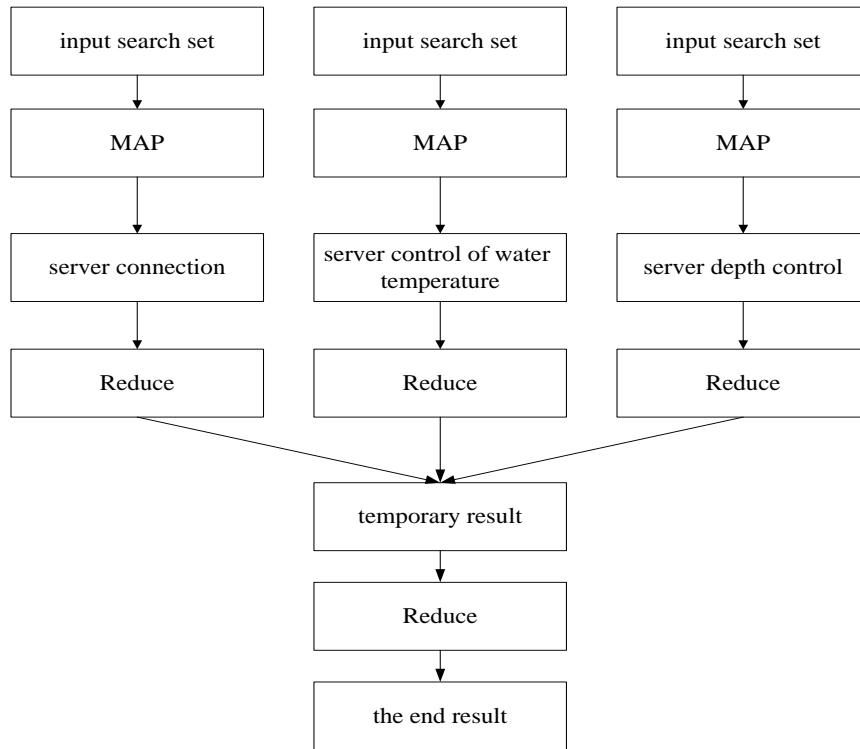 input search set
input search set
input search set
MAP
MAP
MAP
server connection
server control of water
temperature
server depth control
Reduce
Reduce
Reduce
temporary result
Reduce
the end result